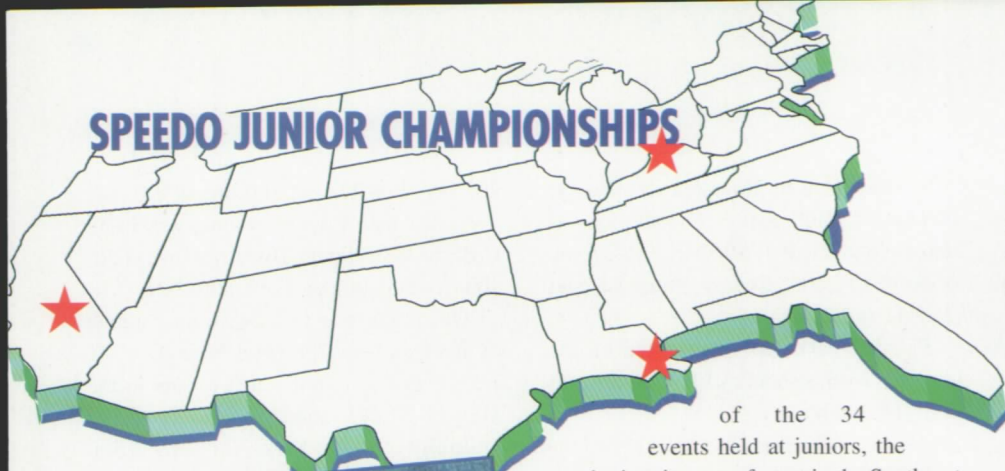 SPEEDO JUNIOR CHAMPIONSHIPS
of the 34
events held at juniors, the